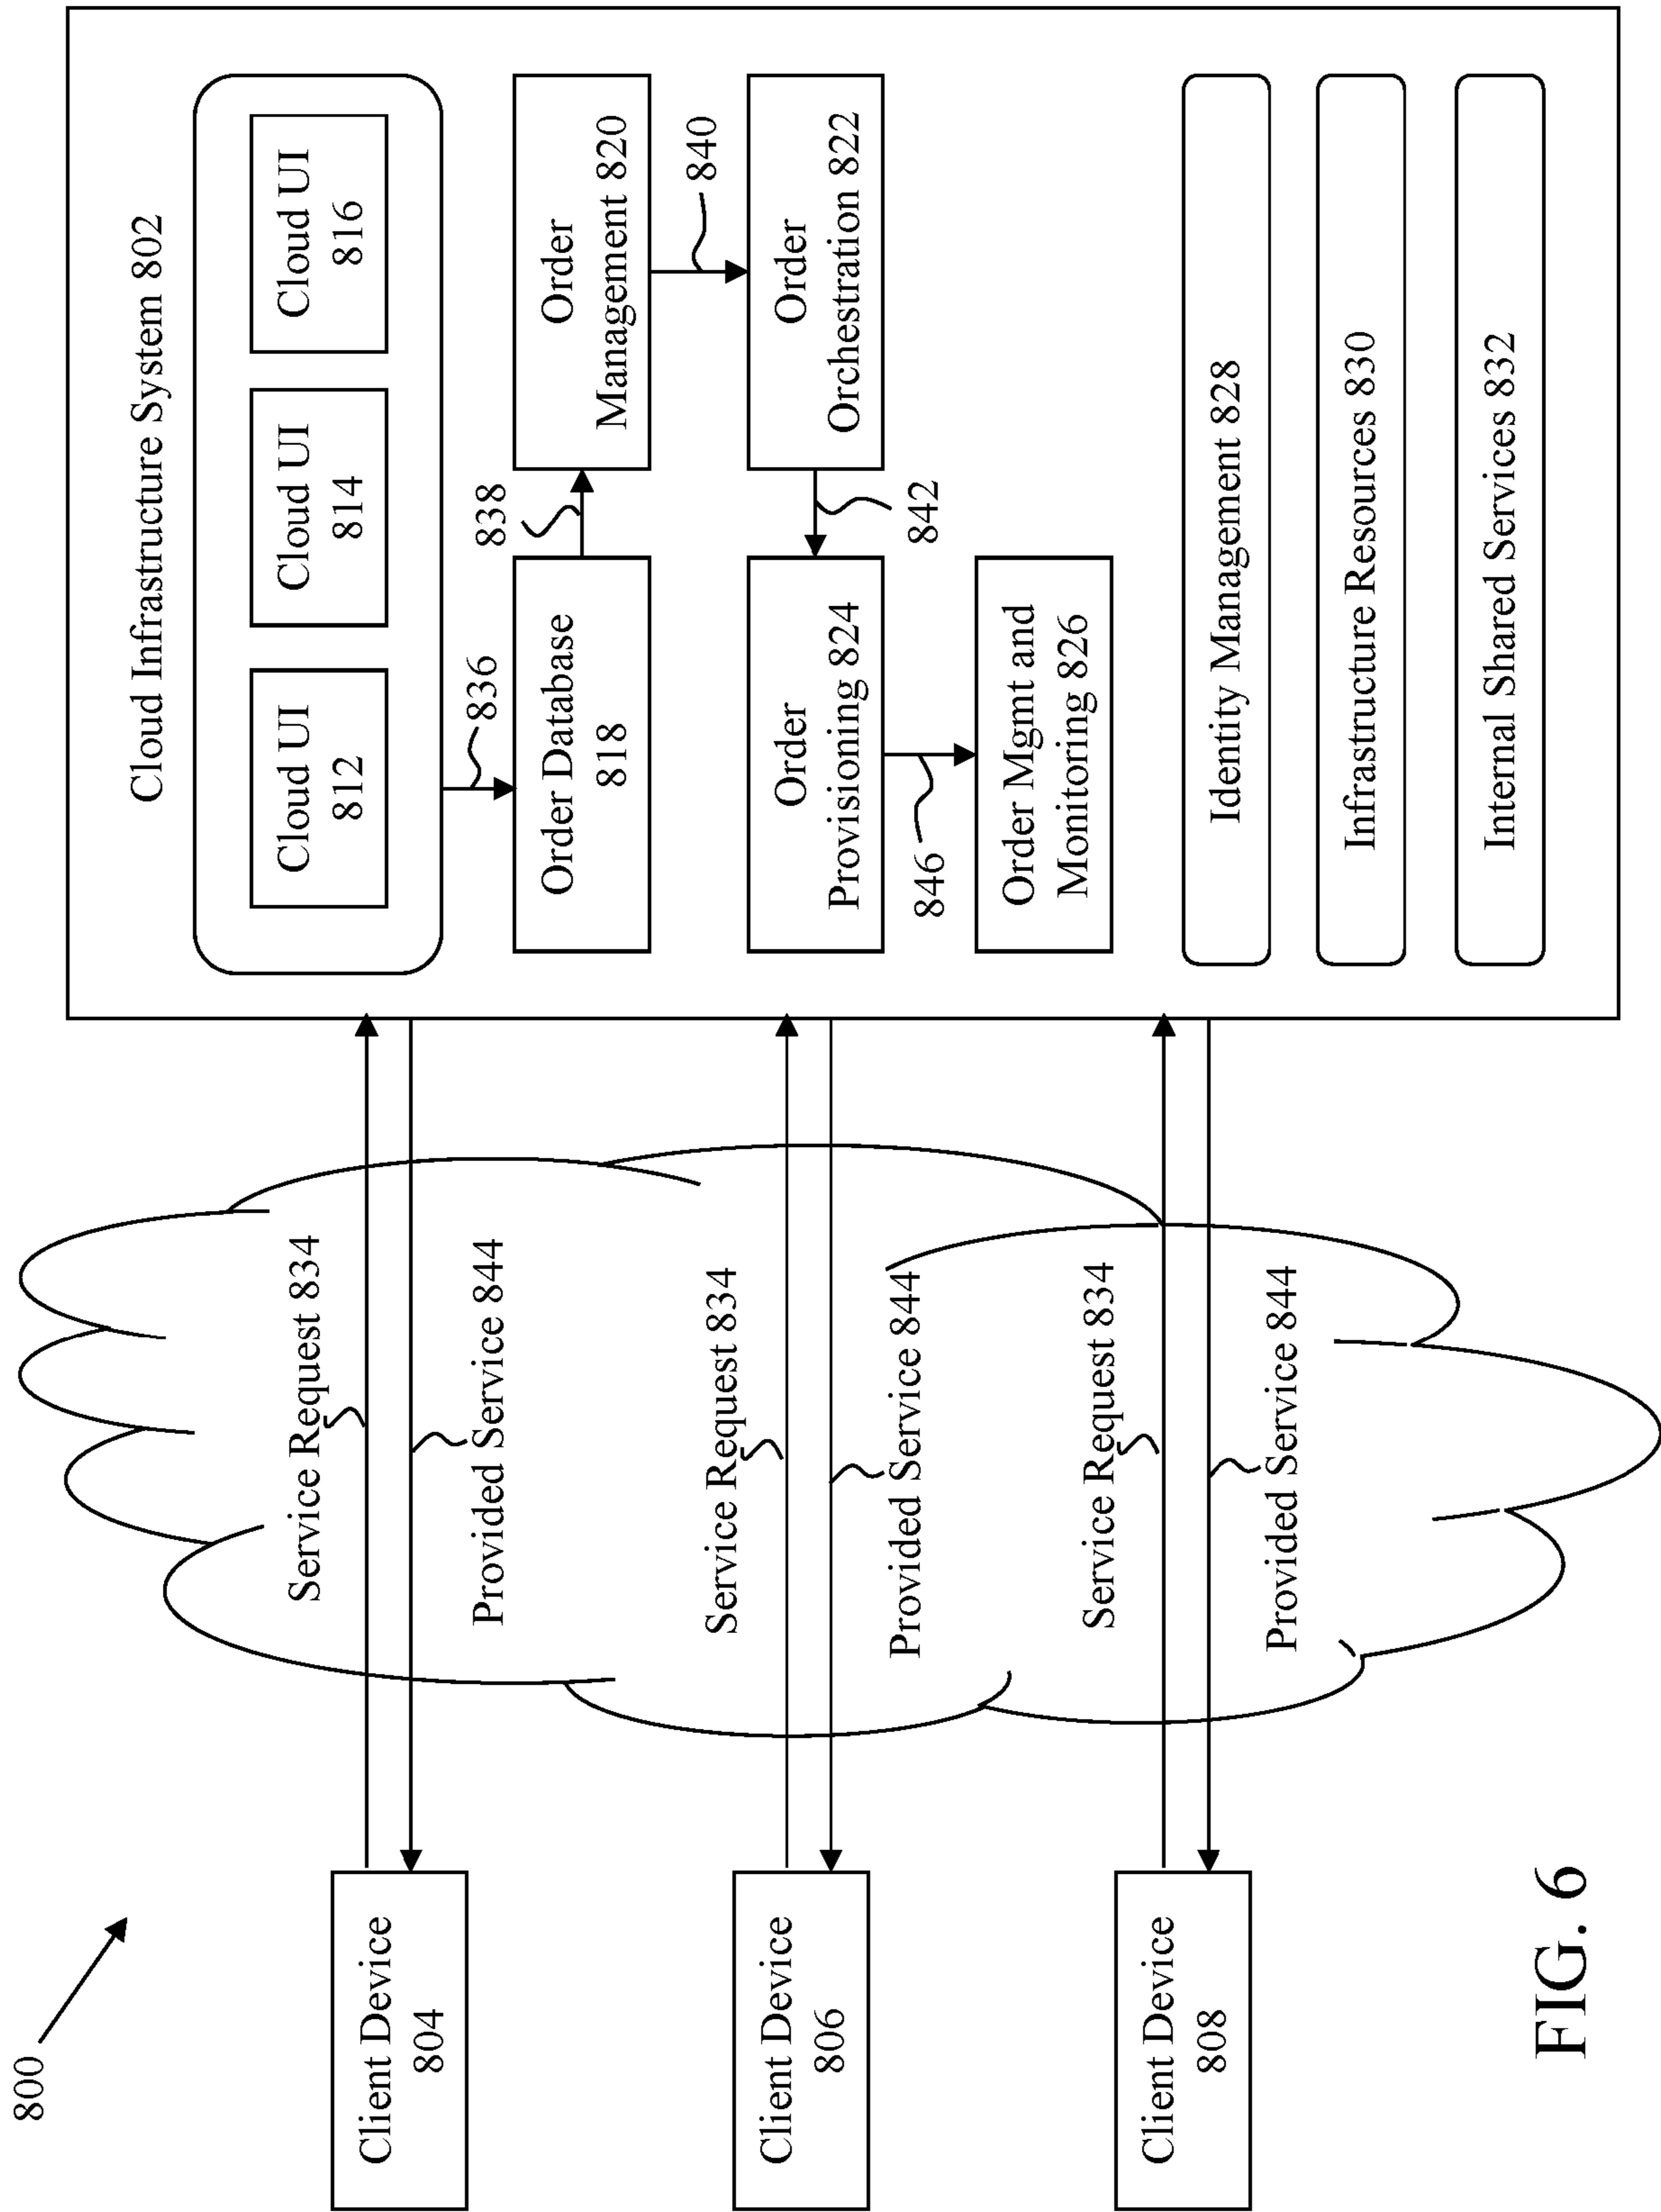 800
Client Device
804
Client Device
806
Client Device
808
Service Request 834
Provided Service 844
Service Request 834
Provided Service 844
Service Request 834
Provided Service 844
Cloud Infrastructure System 802
Cloud UI
812
Cloud UI
814
Cloud UI
816
836
Order Database
818
838
Order
Management 820
840
Order
Orchestration 822
842
Order
Provisioning 824
846
Order Mgmt and
Monitoring 826
Identity Management 828
Infrastructure Resources 830
Internal Shared Services 832
FIG. 6